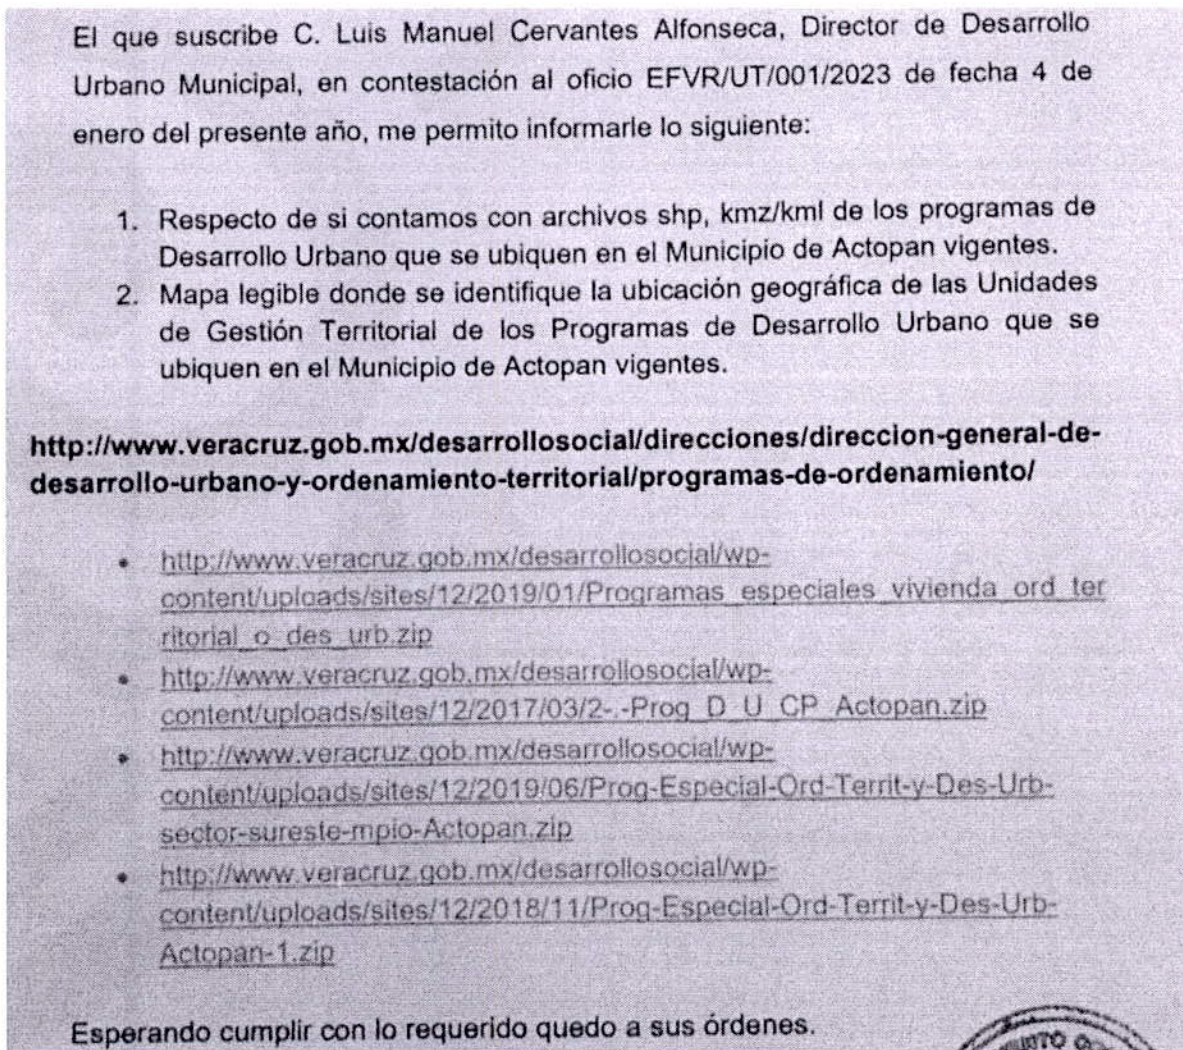 El que suscribe C. Luis Manuel Cervantes Alfonseca, Director de Desarrollo
Urbano Municipal, en contestación al oficio EFVR/UT/001/2023 de fecha 4 de
enero del presente año, me permito informarle lo siguiente:
1. Respecto de si contamos con archivos shp, kmz/kml de los programas de
Desarrollo Urbano que se ubiquen en el Municipio de Actopan vigentes.
2. Mapa legible donde se identifique la ubicación geográfica de las Unidades
de Gestión Territorial de los Programas de Desarrollo Urbano que se
ubiquen en el Municipio de Actopan vigentes.
http://www.veracruz.gob.mx/desarrollosocial/direcciones/direccion-general-de-
desarrollo-urbano-y-ordenamiento-territorial/programas-de-ordenamiento/
• http://www.veracruz.gob.mx/desarrollosocial/wp-
content/uploads/sites/12/2019/01/Programas_especiales_vivienda_ord_ter
ritorial_o_des_urb.zip
• http://www.veracruz.gob.mx/desarrollosocial/wp-
content/uploads/sites/12/2017/03/2-.-Prog_D_U_CP_Actopan.zip
• http://www.veracruz.gob.mx/desarrollosocial/wp-
content/uploads/sites/12/2019/06/Prog-Especial-Ord-Territ-y-Des-Urb-
sector-sureste-mpio-Actopan.zip
• http://www.veracruz.gob.mx/desarrollosocial/wp-
content/uploads/sites/12/2018/11/Prog-Especial-Ord-Territ-y-Des-Urb-
Actopan-1.zip
Esperando cumplir con lo requerido quedo a sus órdenes.